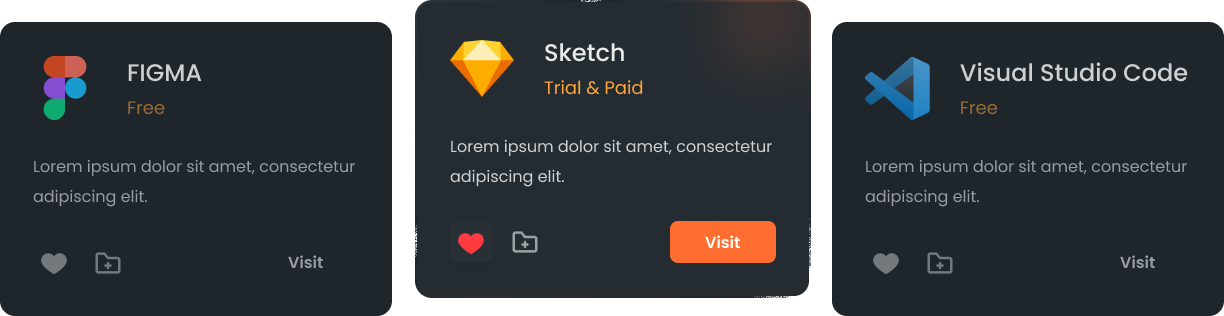 FIGMA
Free
Lorem ipsum dolor sit amet, consectetur
adipiscing elit.
Visit
Sketch
Trial & Paid
Lorem ipsum dolor sit amet, consectetur
adipiscing elit.
Visit
Visual Studio Code
Free
Lorem ipsum dolor sit amet, consectetur
adipiscing elit.
Visit